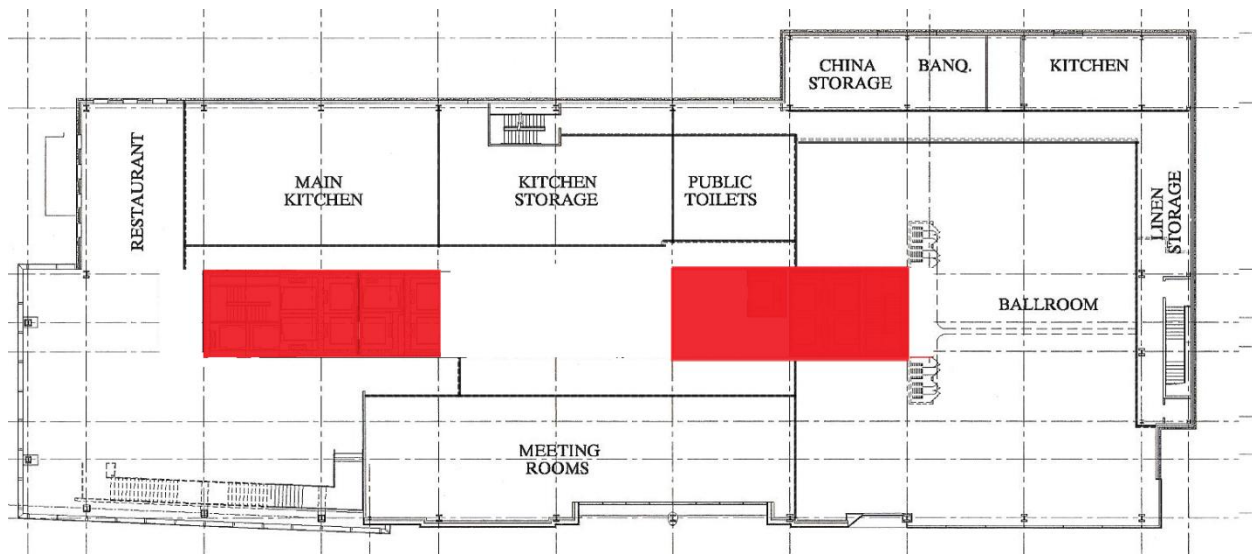 CHINA
STORAGE
BANQ.
KITCHEN
RESTAURANT
MAIN
KITCHEN
KITCHEN
STORAGE
PUBLIC
TOILETS
LINEN
STORAGE
BALLROOM
MEETING
ROOMS